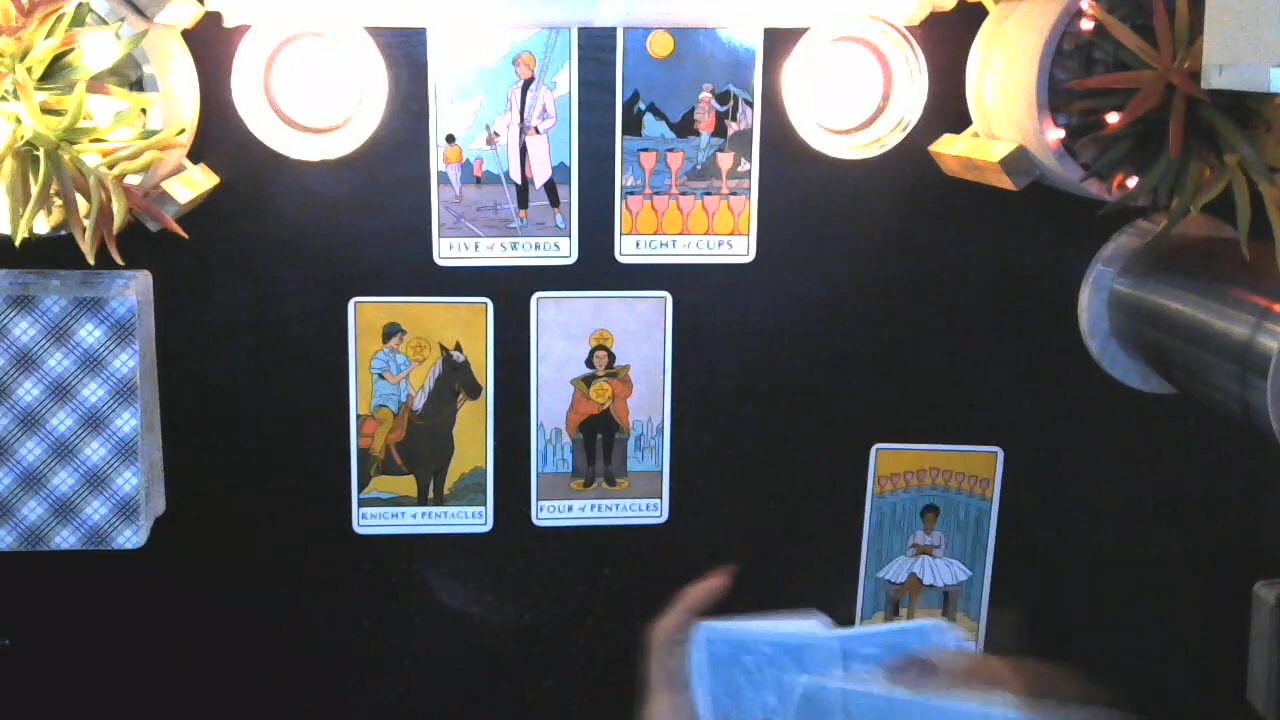 FIVE of SWORDS
EIGHT of CUPS
KNIGHT of PENTACLES
FOUR of PENTACLES